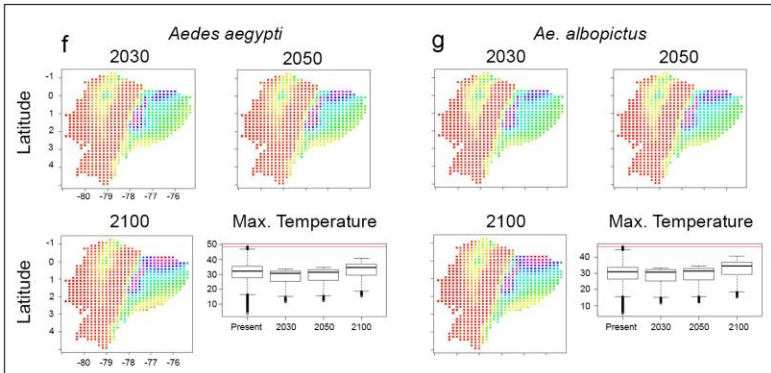 f
Aedes aegypti
2030
2050
Latitude
-1
0
1
2
3
4
-80 -79 -78 -77 -76
2100
Latitude
-1
0
1
2
3
4
-80 -79 -78 -77 -76
Max. Temperature
50
40
30
20
10
Present 2030 2050 2100
g
Ae. albopictus
2030
2050
Latitude
2100
Max. Temperature
40
30
20
10
Present 2030 2050 2100